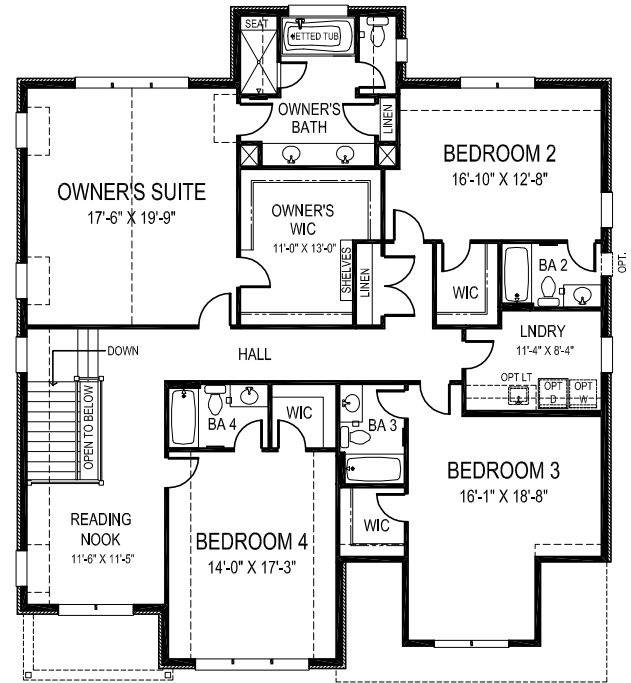 SEAT
JETTED TUB
OWNER'S
BATH
LINEN
OWNER'S SUITE
17'-6" X 19'-9"
BEDROOM 2
16'-10" X 12'-8"
OWNER'S
WIC
11'-0" X 13'-0"
SHELVES
LINEN
WIC
BA 2
OPT.
LNDRY
11'-4" X 8'-4"
OPT LT
OPT
D
OPT
W
DOWN
HALL
OPEN TO BELOW
BA 4
WIC
BA 3
BEDROOM 3
16'-1" X 18'-8"
WIC
READING
NOOK
11'-6" X 11'-5"
BEDROOM 4
14'-0" X 17'-3"